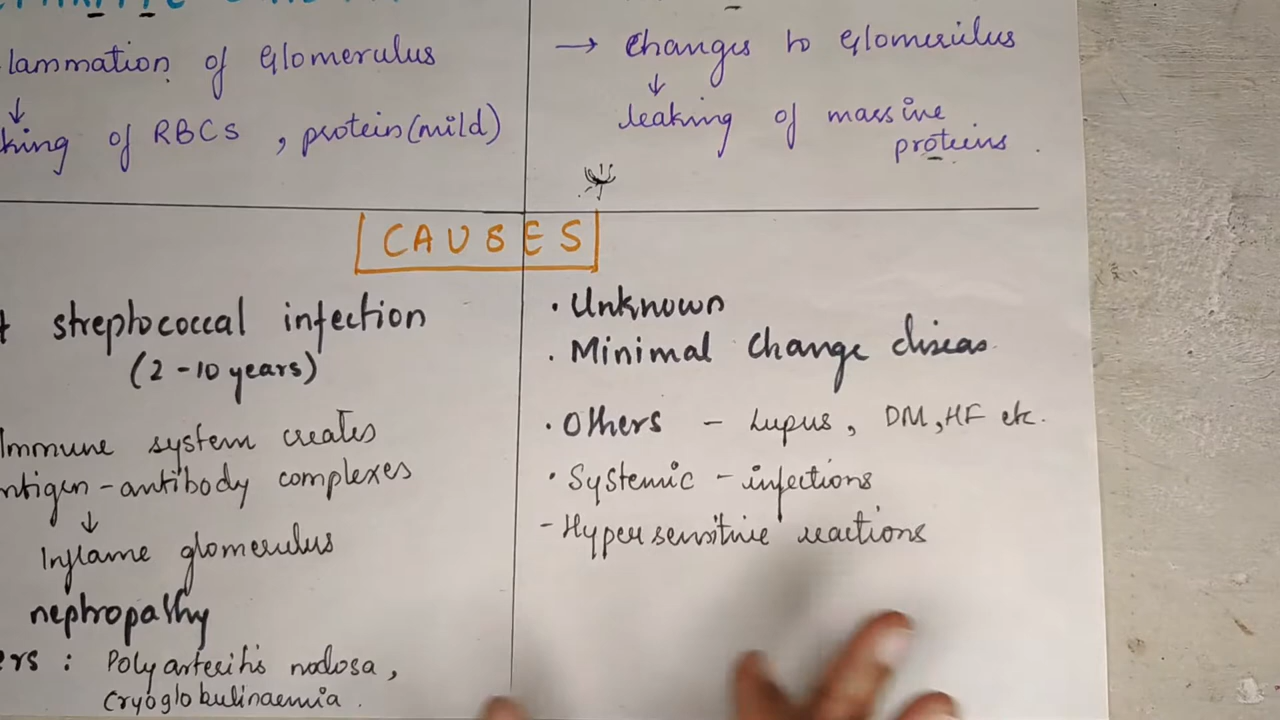 lammation of Glomerulus
↓
king of RBCs , protein (mild)
→ Changes to Glomerulus
↓
leaking of massive
proteins .
CAUSES
streptococcal infection
(2-10 years)
Immune system creates
ntigen-antibody complexes
↓
Inflame glomerulus
nephropathy
ers : Polyarteritis nodosa ,
cryoglobulinaemia .
· Unknown
· Minimal Change diseas
· Others - Lupus , DM, HF etc.
· Systemic - infections
- Hypersensitive reactions